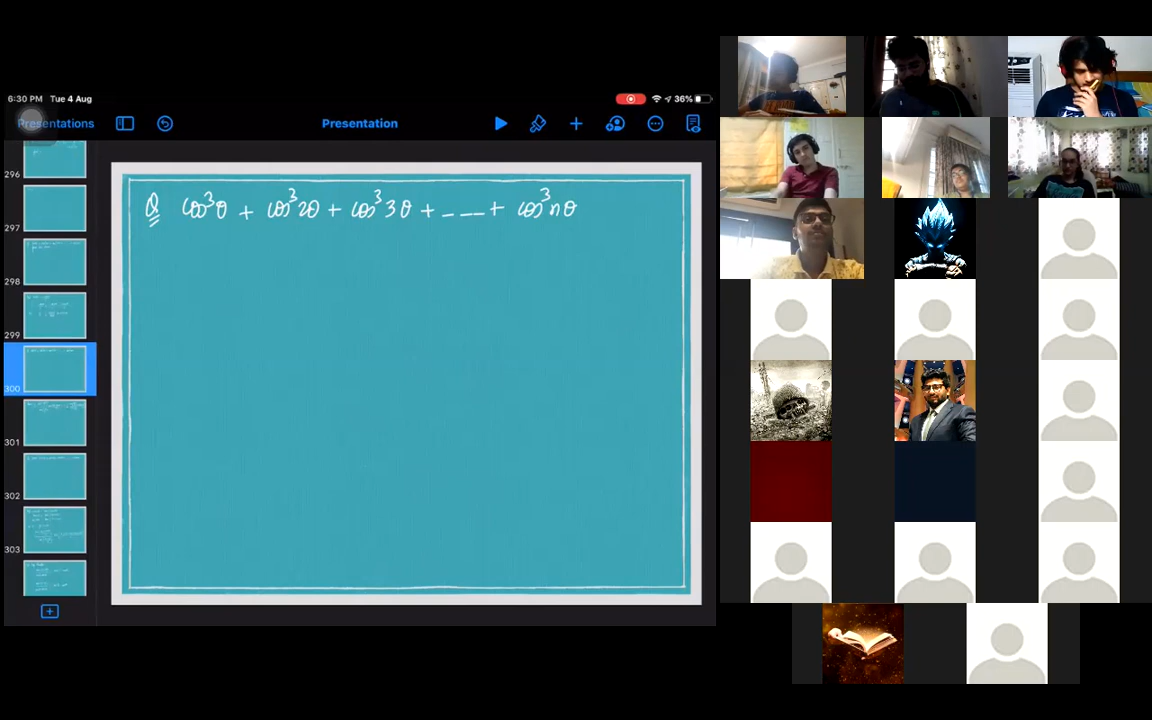 6:30 PM Tue 4 Aug
36%
Presentations
Presentation
296
297
298
299
300
301
302
303
Q cos³θ + cos³2θ + cos³3θ + --- + cos³nθ